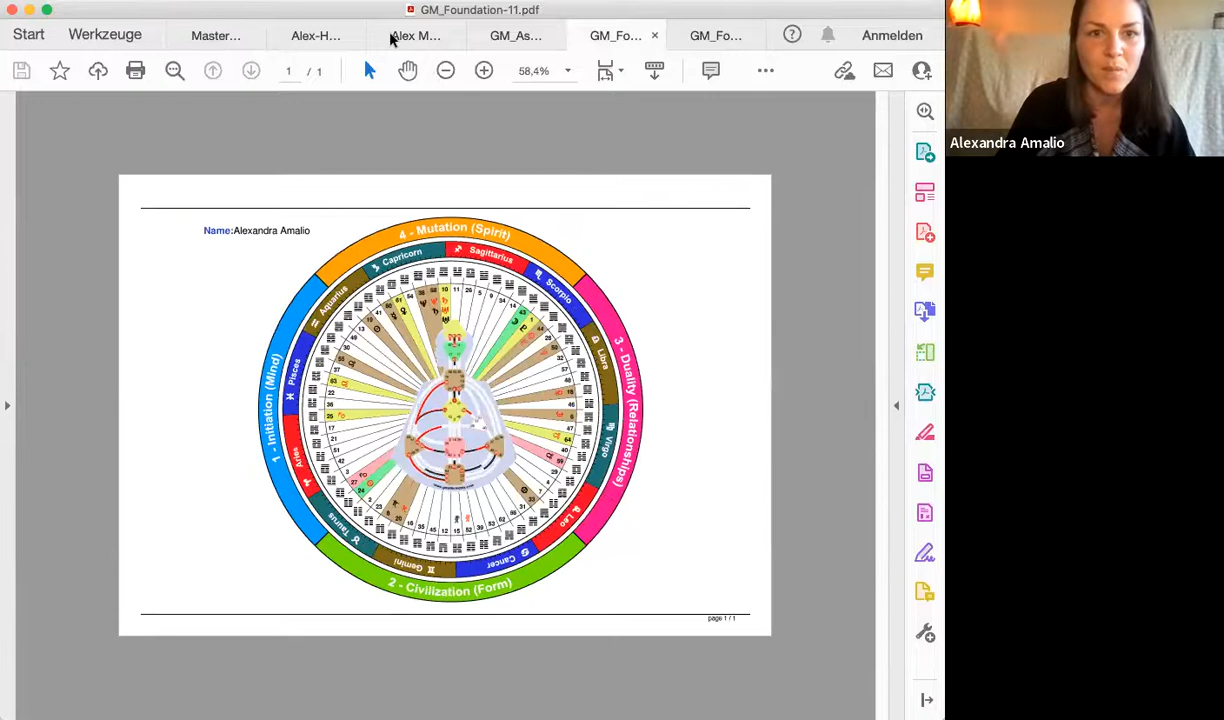 GM_Foundation-11.pdf
Start
Werkzeuge
Master...
Alex-H...
Alex M...
GM_As...
GM_Fo...
GM_Fo...
Anmelden
1 / 1
58,4%
Alexandra Amalio
Name:Alexandra Amalio
4 - Mutation (Spirit)
Capricorn
Sagittarius
Aquarius
Scorpio
Pisces
Libra
1 - Initiation (Mind)
3 - Duality (Relationships)
Aries
Virgo
Taurus
Leo
Gemini
Cancer
2 - Civilization (Form)
page 1 / 1